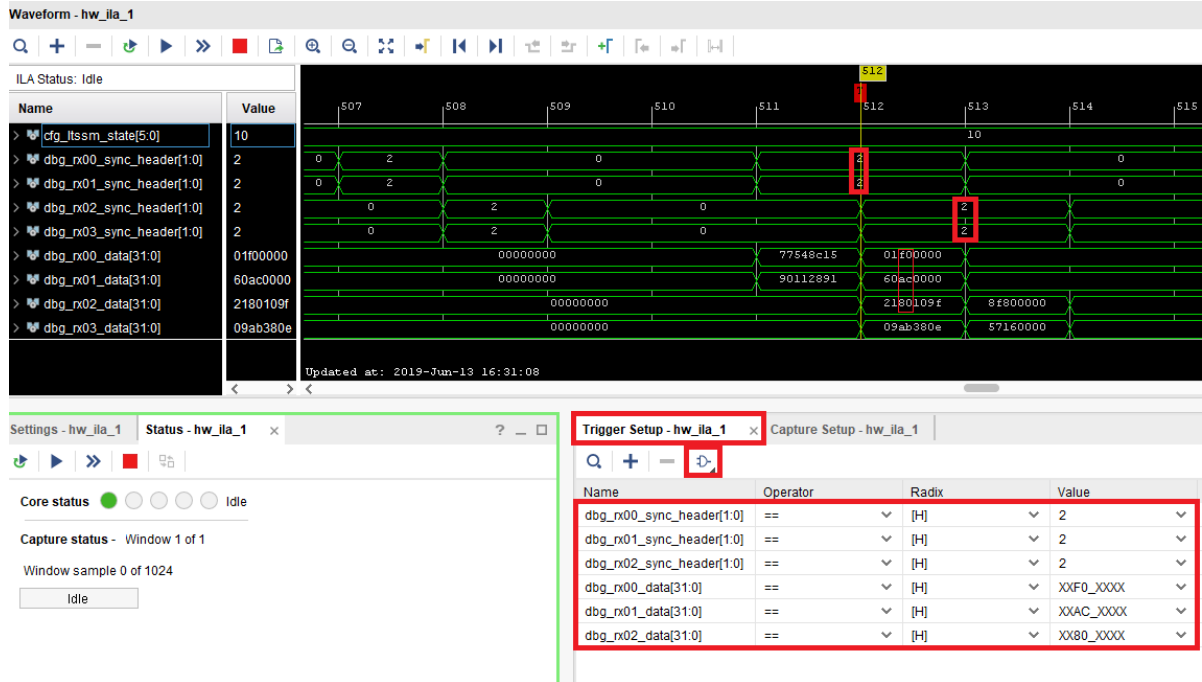 Waveform - hw_ila_1
ILA Status: Idle
512
Name Value 507 508 509 510 511 512 513 514 515
cfg_ltssm_state[5:0] 10 10
dbg_rx00_sync_header[1:0] 2 0 2 0 2 0
dbg_rx01_sync_header[1:0] 2 0 2 0 2 0
dbg_rx02_sync_header[1:0] 2 0 2 0 2
dbg_rx03_sync_header[1:0] 2 0 2 0 2
dbg_rx00_data[31:0] 01f00000 00000000 77548c15 01f00000
dbg_rx01_data[31:0] 60ac0000 00000000 90112891 60ac0000
dbg_rx02_data[31:0] 2180109f 00000000 2180109f 8f800000
dbg_rx03_data[31:0] 09ab380e 00000000 09ab380e 57160000
Updated at: 2019-Jun-13 16:31:08
Settings - hw_ila_1 Status - hw_ila_1
Core status Idle
Capture status - Window 1 of 1
Window sample 0 of 1024
Idle
Trigger Setup - hw_ila_1 Capture Setup - hw_ila_1
Name Operator Radix Value
dbg_rx00_sync_header[1:0] == [H] 2
dbg_rx01_sync_header[1:0] == [H] 2
dbg_rx02_sync_header[1:0] == [H] 2
dbg_rx00_data[31:0] == [H] XXF0_XXXX
dbg_rx01_data[31:0] == [H] XXAC_XXXX
dbg_rx02_data[31:0] == [H] XX80_XXXX